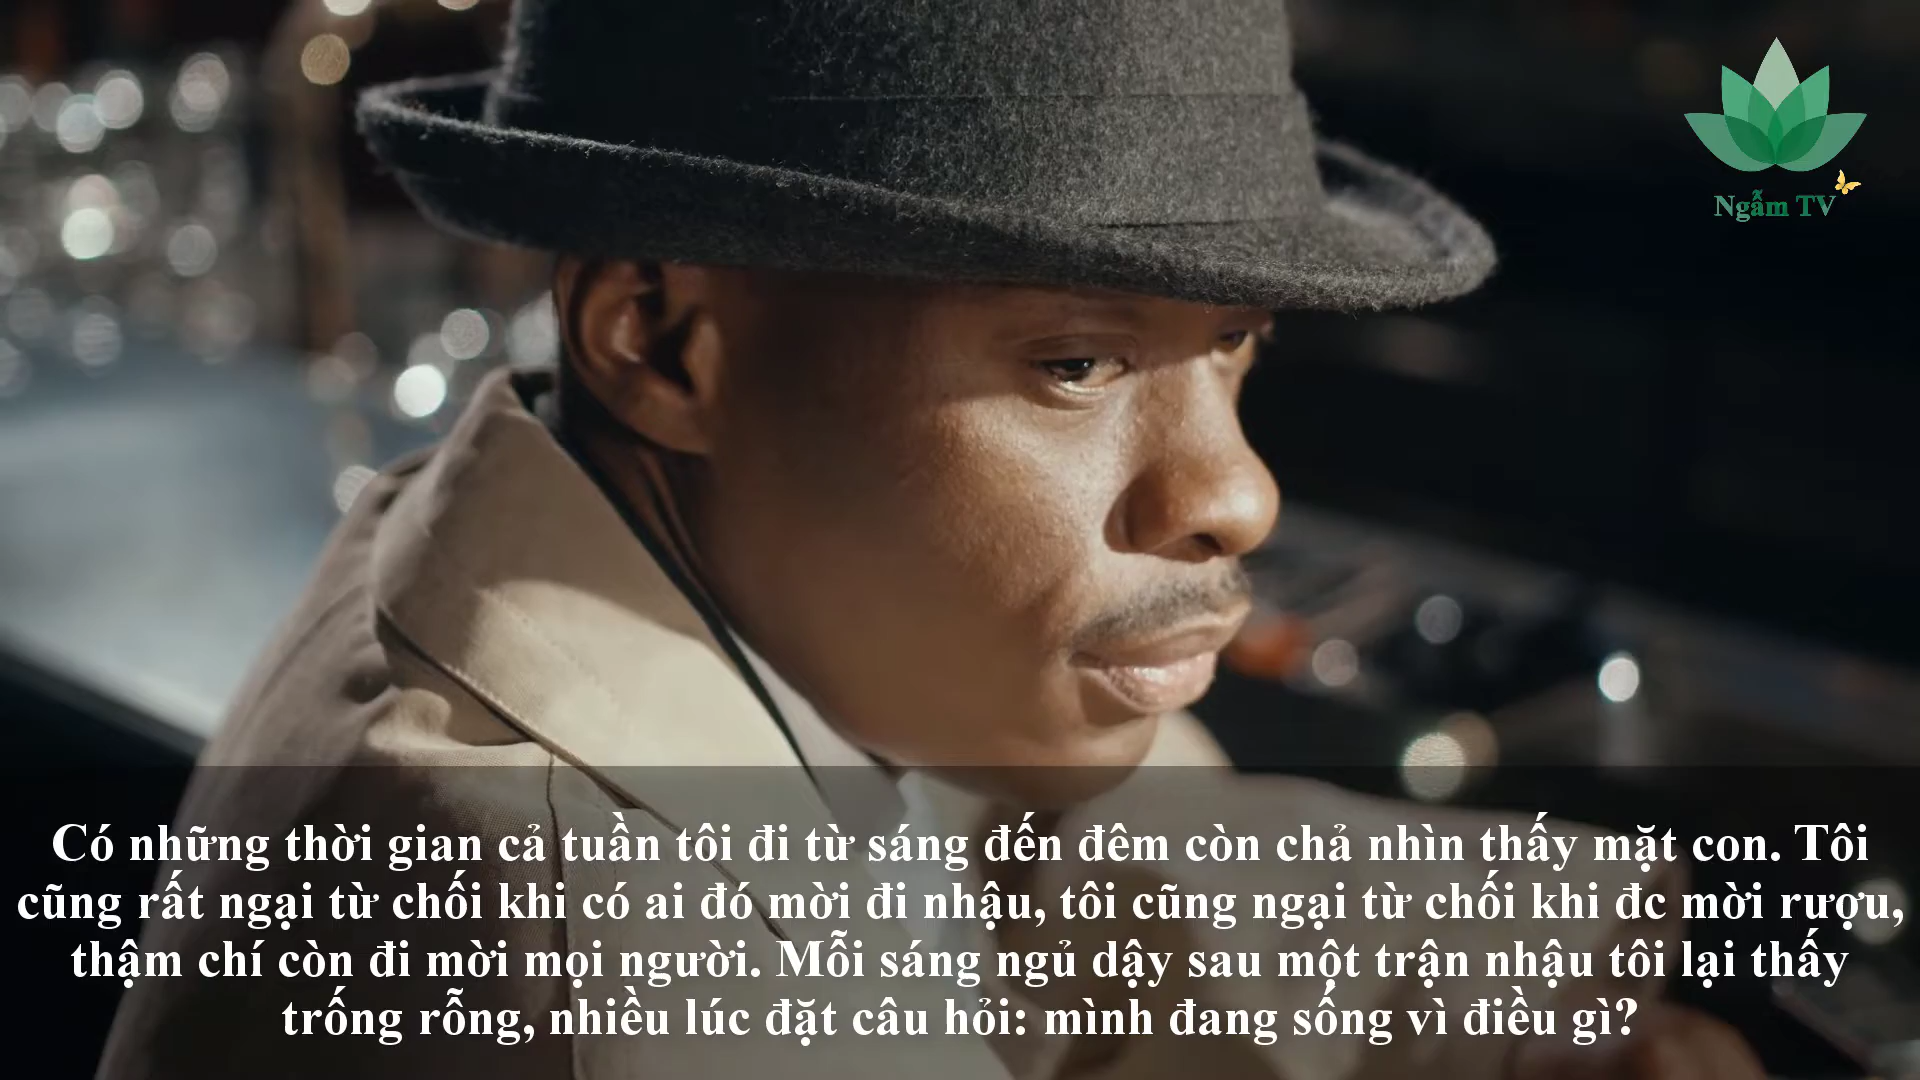 Ngẫm TV
Có những thời gian cả tuần tôi đi từ sáng đến đêm còn chả nhìn thấy mặt con. Tôi
cũng rất ngại từ chối khi có ai đó mời đi nhậu, tôi cũng ngại từ chối khi đc mời rượu,
thậm chí còn đi mời mọi người. Mỗi sáng ngủ dậy sau một trận nhậu tôi lại thấy
trống rỗng, nhiều lúc đặt câu hỏi: mình đang sống vì điều gì?